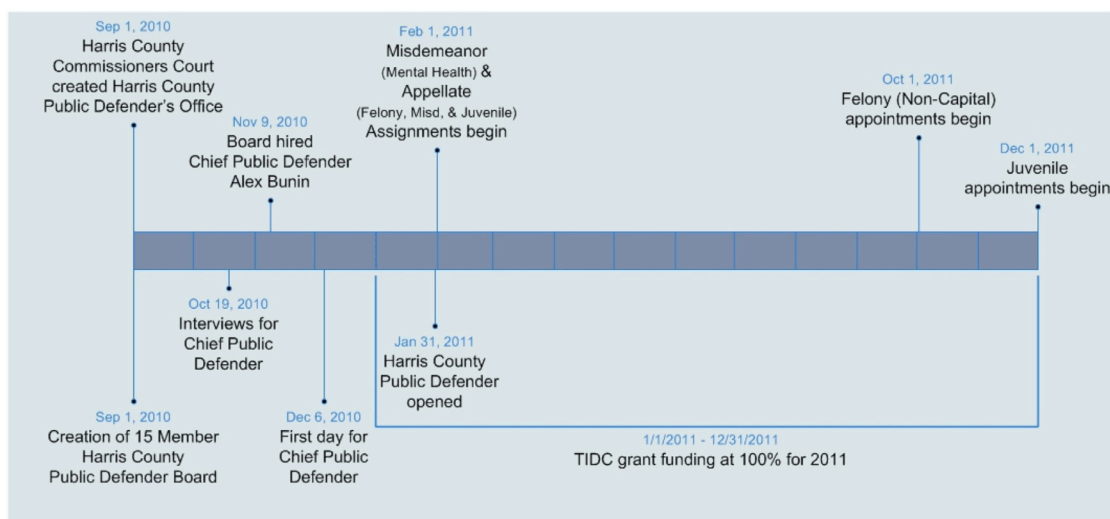 Sep 1, 2010
Harris County
Commissioners Court
created Harris County
Public Defender's Office
Nov 9, 2010
Board hired
Chief Public Defender
Alex Bunin
Feb 1, 2011
Misdemeanor
(Mental Health) &
Appellate
(Felony, Misd, & Juvenile)
Assignments begin
Oct 1, 2011
Felony (Non-Capital)
appointments begin
Dec 1, 2011
Juvenile
appointments begin
Sep 1, 2010
Creation of 15 Member
Harris County
Public Defender Board
Oct 19, 2010
Interviews for
Chief Public
Defender
Dec 6, 2010
First day for
Chief Public
Defender
Jan 31, 2011
Harris County
Public Defender
opened
1/1/2011 - 12/31/2011
TIDC grant funding at 100% for 2011